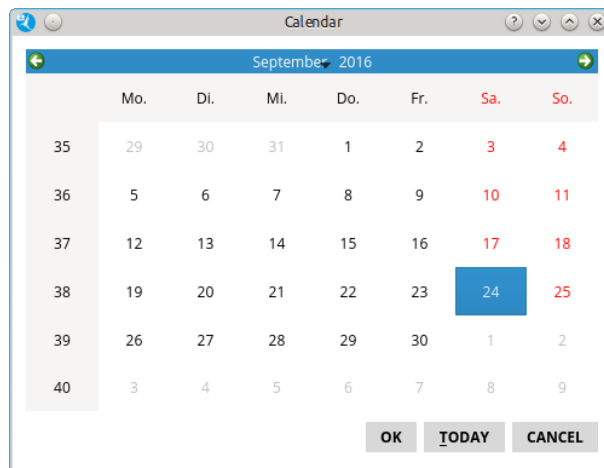 Calendar
September 2016
Mo. Di. Mi. Do. Fr. Sa. So.
35 29 30 31 1 2 3 4
36 5 6 7 8 9 10 11
37 12 13 14 15 16 17 18
38 19 20 21 22 23 24 25
39 26 27 28 29 30 1 2
40 3 4 5 6 7 8 9
OK TODAY CANCEL